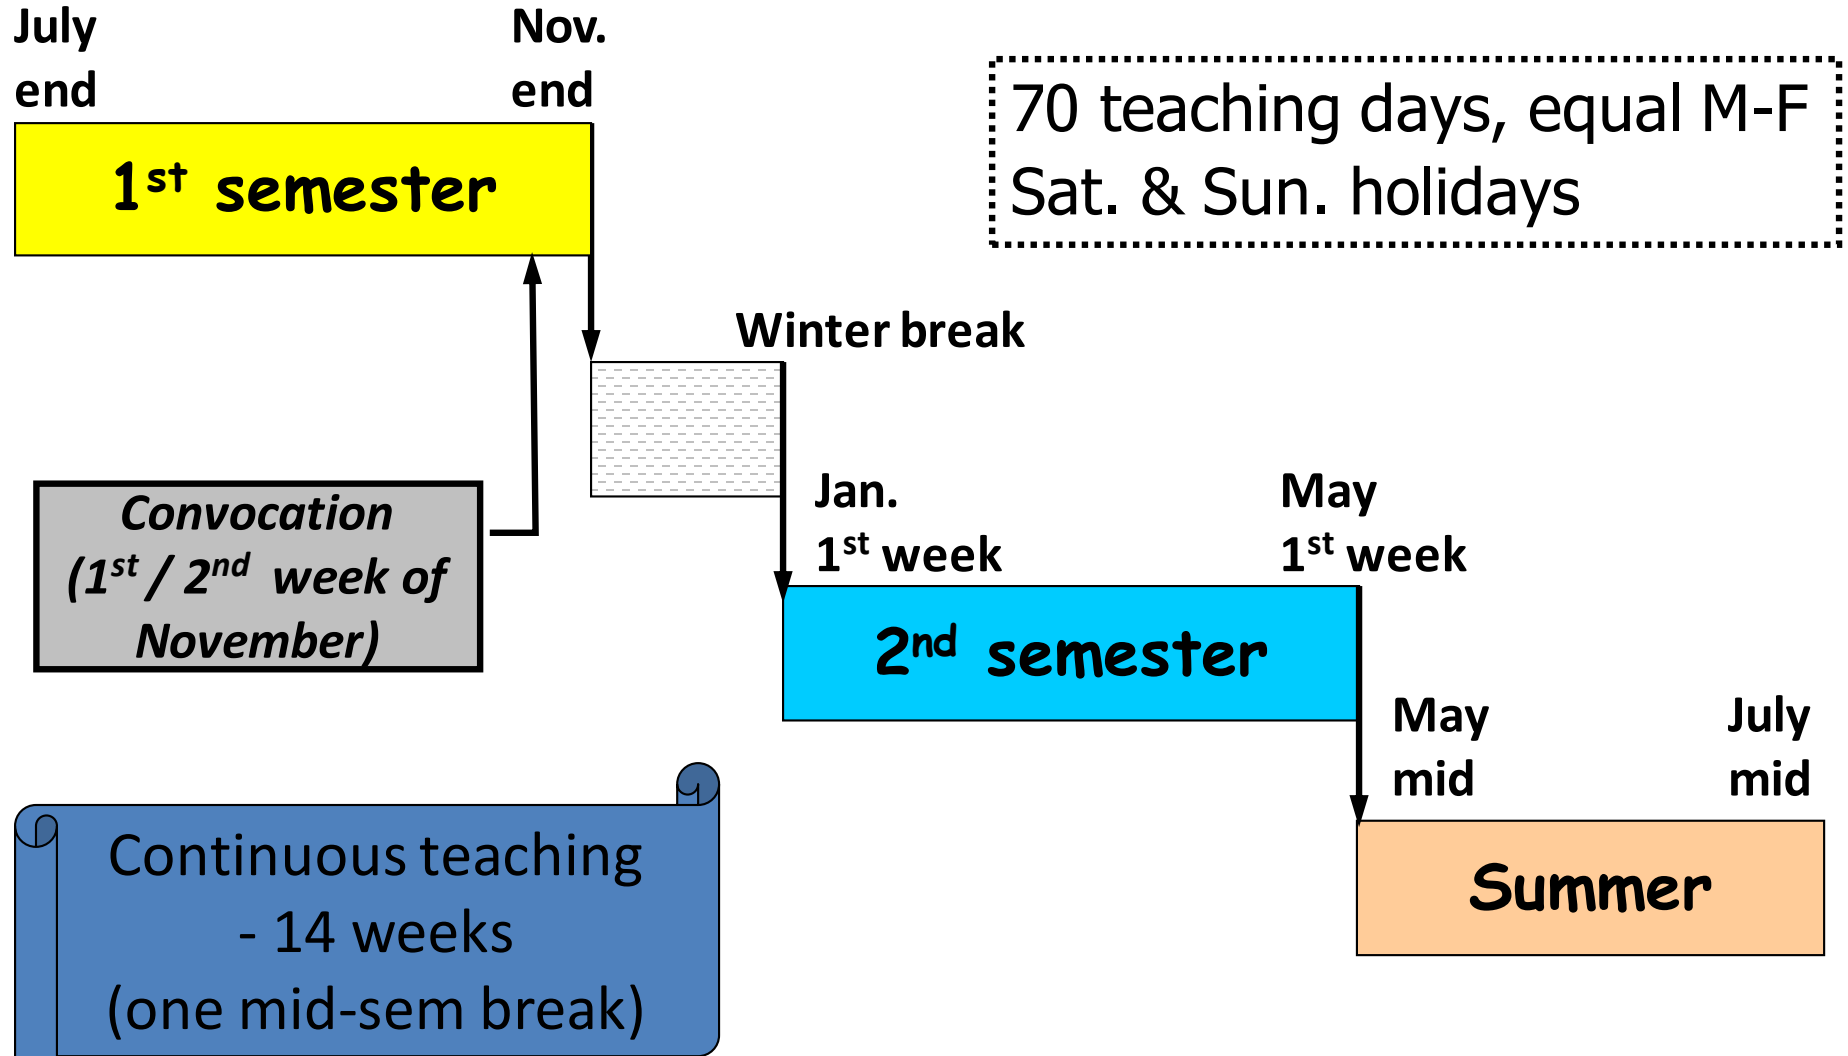 July
end
Nov.
end
70 teaching days, equal M-F
Sat. & Sun. holidays
1st semester
Winter break
Convocation
(1st / 2nd week of
November)
Jan.
1st week
May
1st week
2nd semester
May
mid
July
mid
Summer
Continuous teaching
- 14 weeks
(one mid-sem break)